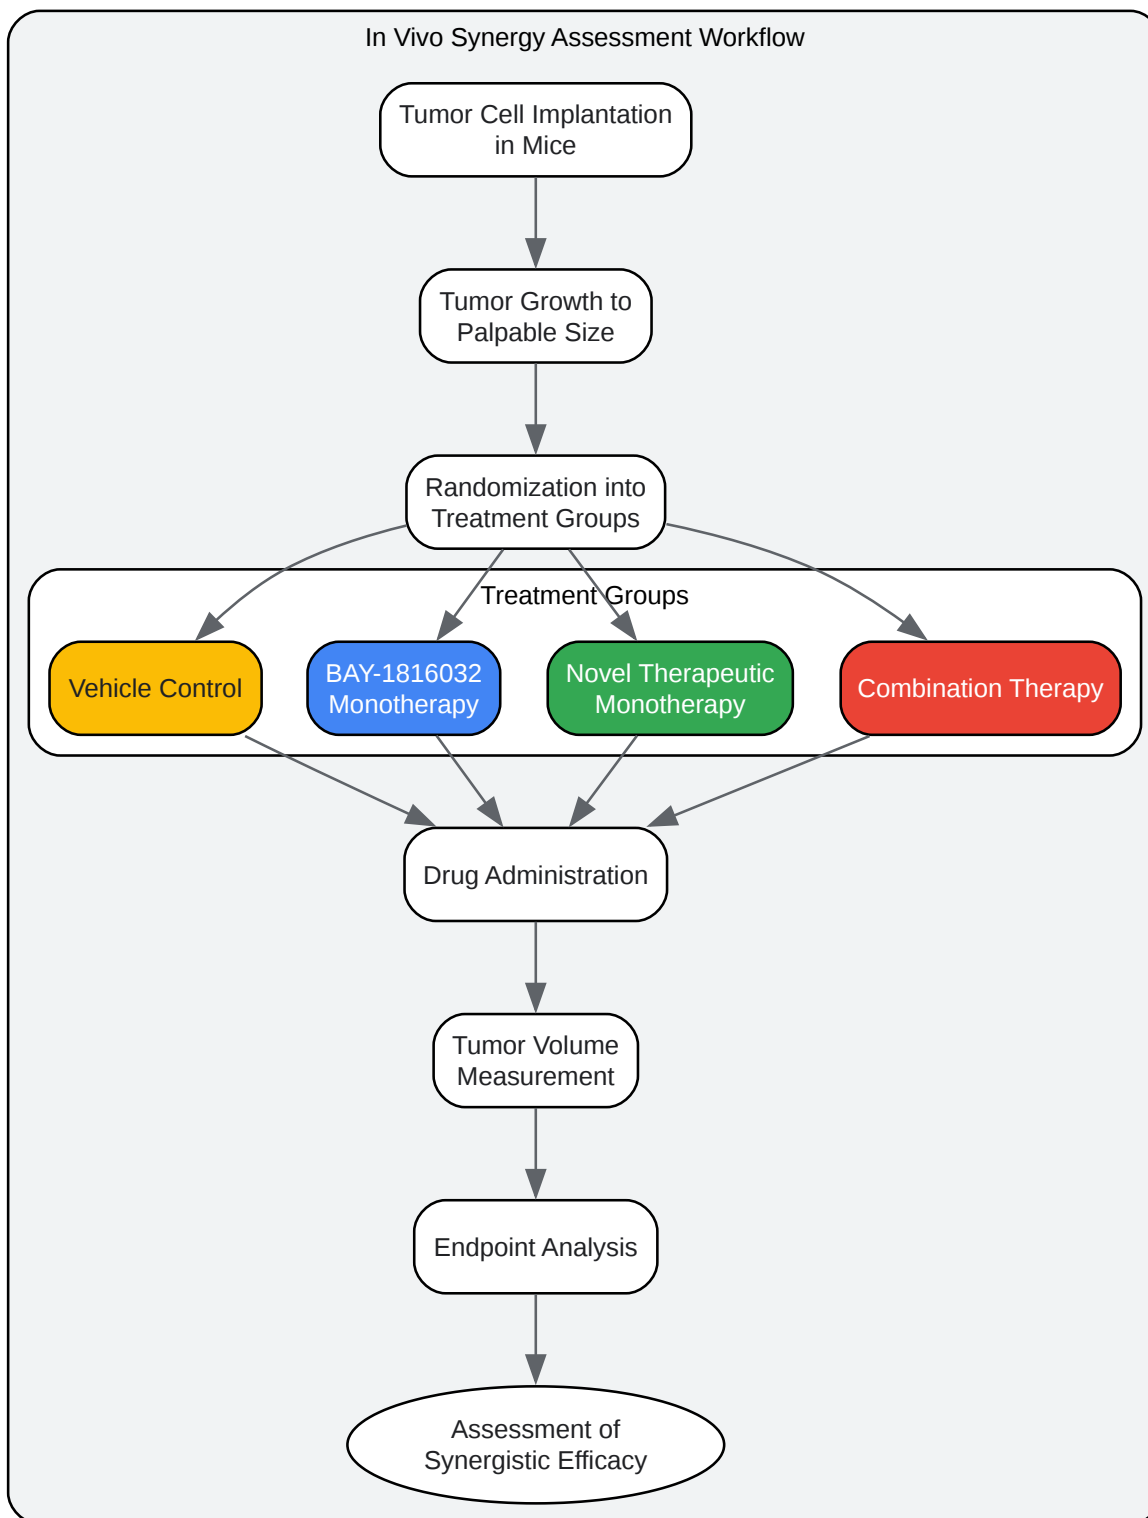 In Vivo Synergy Assessment Workflow
Tumor Cell Implantation
in Mice
Tumor Growth to
Palpable Size
Randomization into
Treatment Groups
Treatment Groups
Vehicle Control
BAY-1816032
Monotherapy
Novel Therapeutic
Monotherapy
Combination Therapy
Drug Administration
Tumor Volume
Measurement
Endpoint Analysis
Assessment of
Synergistic Efficacy